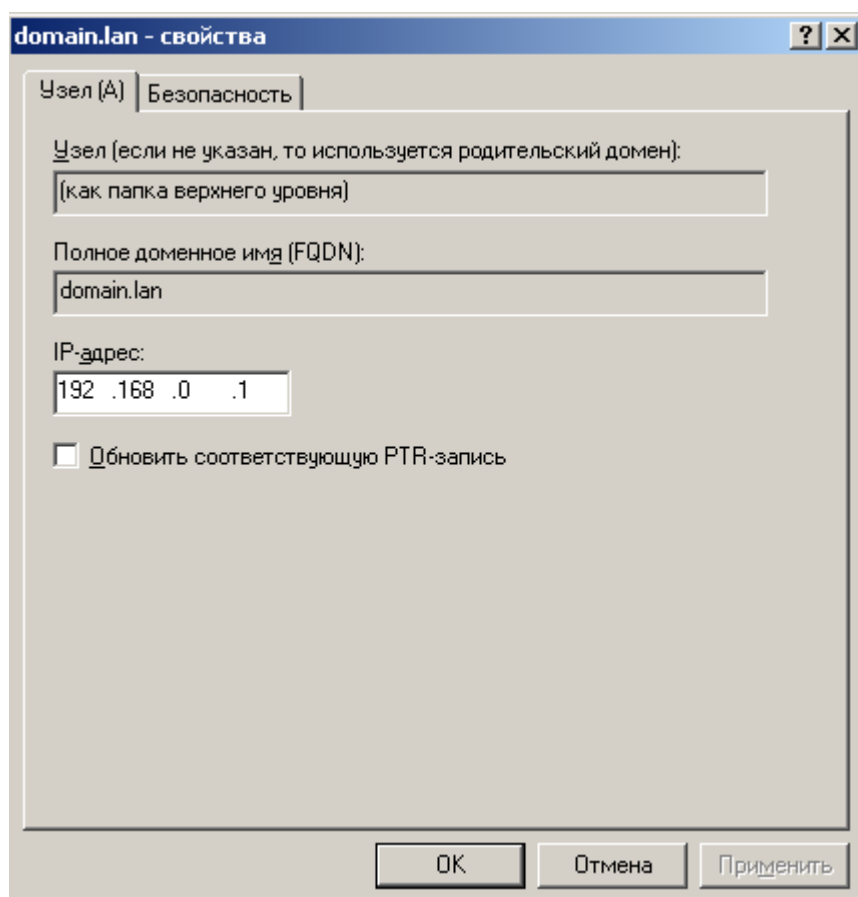 domain.lan - свойства
Узел (A) Безопасность
Узел (если не указан, то используется родительский домен):
(как папка верхнего уровня)
Полное доменное имя (FQDN):
domain.lan
IP-адрес:
192 .168 .0 .1
Обновить соответствующую PTR-запись
OK Отмена Применить